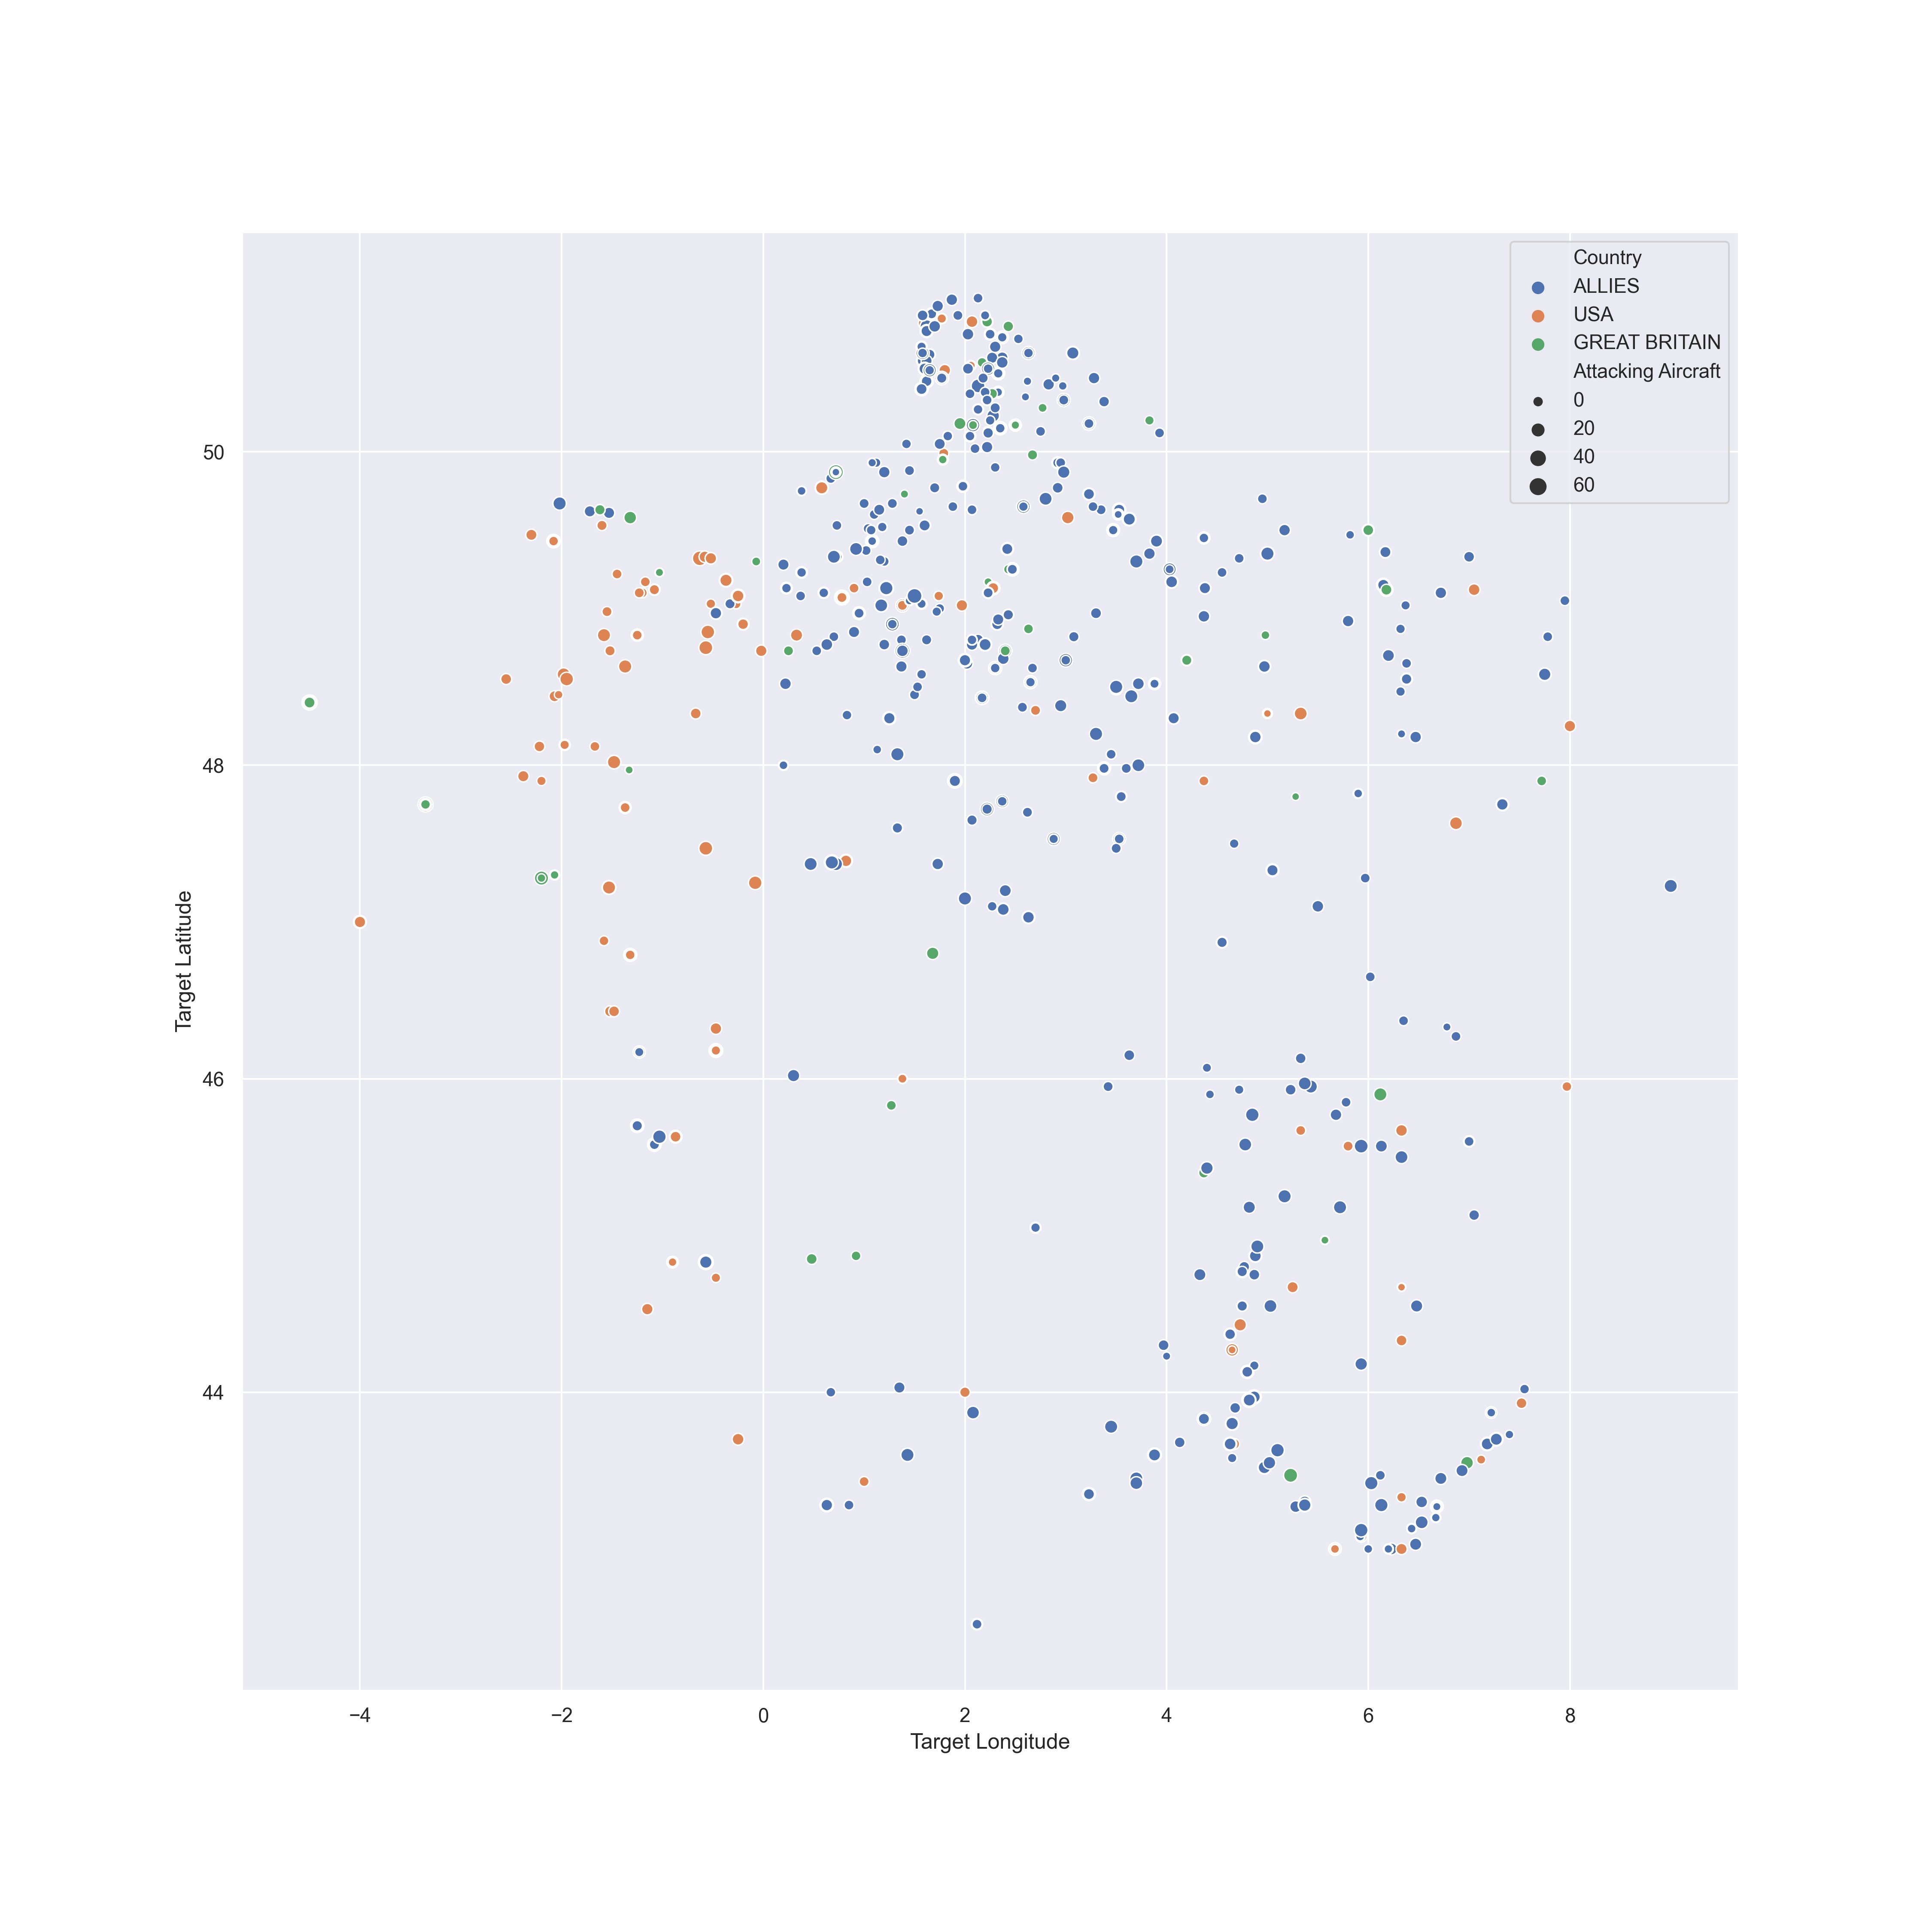 Country
ALLIES
USA
GREAT BRITAIN
Attacking Aircraft
0
20
40
60
50
48
46
44
Target Latitude
−4 −2 0 2 4 6 8
Target Longitude